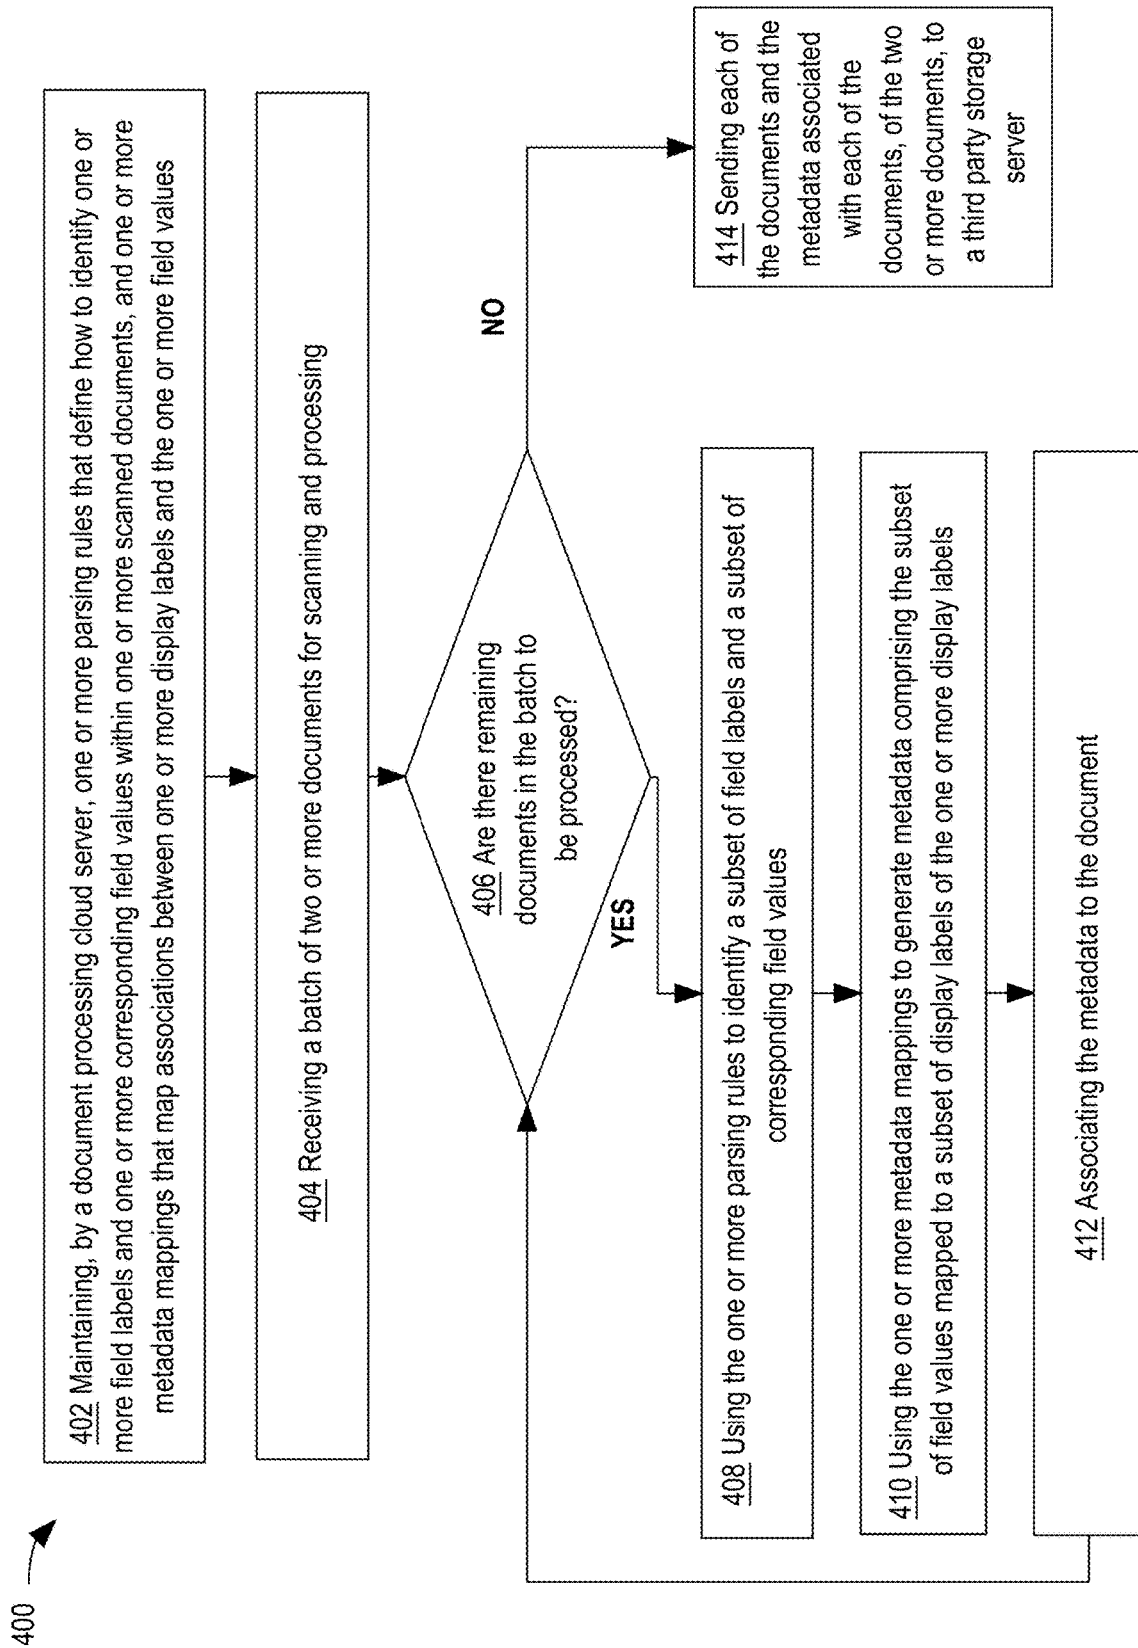 400
402 Maintaining, by a document processing cloud server, one or more parsing rules that define how to identify one or
more field labels and one or more corresponding field values within one or more scanned documents, and one or more
metadata mappings that map associations between one or more display labels and the one or more field values
404 Receiving a batch of two or more documents for scanning and processing
406 Are there remaining
documents in the batch to
be processed?
YES
NO
408 Using the one or more parsing rules to identify a subset of field labels and a subset of
corresponding field values
410 Using the one or more metadata mappings to generate metadata comprising the subset
of field values mapped to a subset of display labels of the one or more display labels
412 Associating the metadata to the document
414 Sending each of
the documents and the
metadata associated
with each of the
documents, of the two
or more documents, to
a third party storage
server